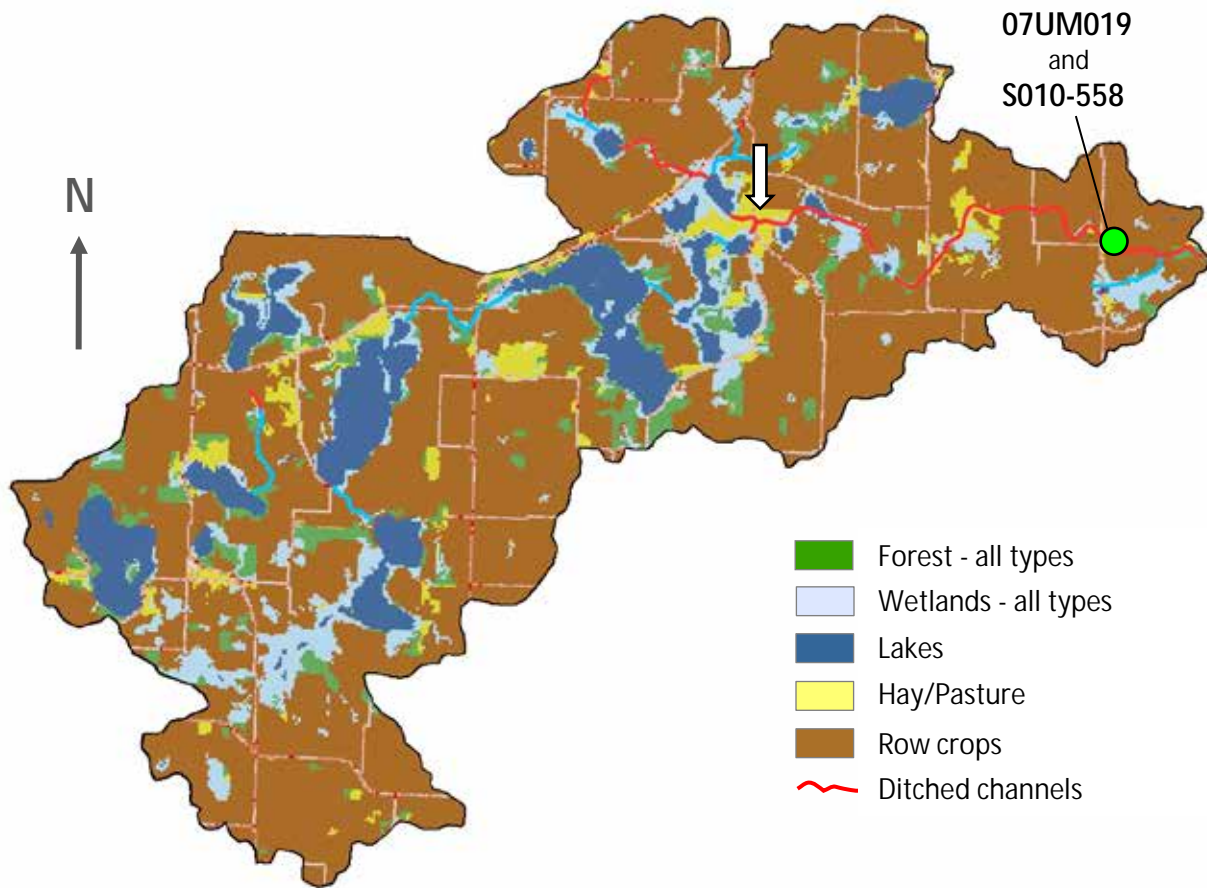 07UM019
and
S010-558
N
Forest - all types
Wetlands - all types
Lakes
Hay/Pasture
Row crops
Ditched channels